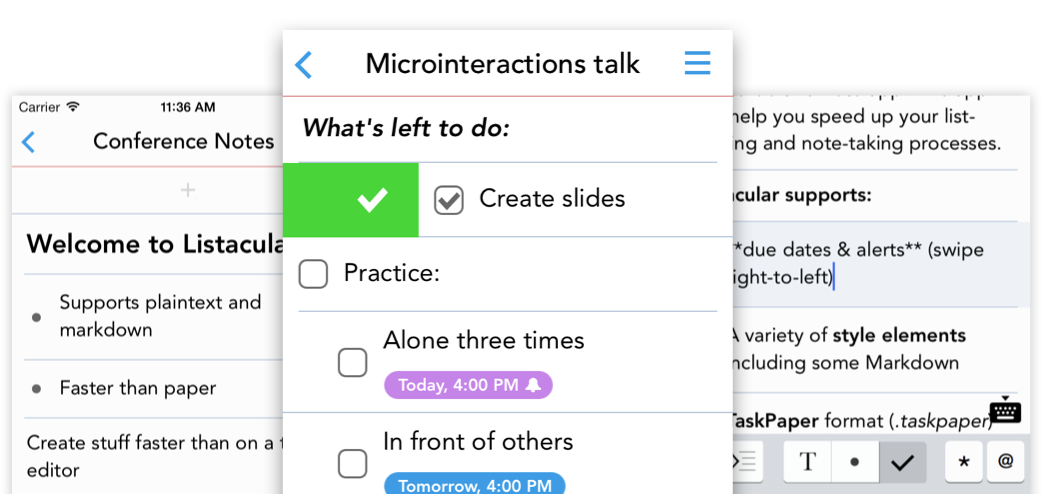 Carrier
11:36 AM
Conference Notes
+
Welcome to Listacula
Supports plaintext and
markdown
Faster than paper
Create stuff faster than on a
editor
Microinteractions talk
What's left to do:
Create slides
Practice:
Alone three times
Today, 4:00 PM
In front of others
Tomorrow, 4:00 PM
help you speed up your list-
ing and note-taking processes.
cular supports:
**due dates & alerts** (swipe
ight-to-left)
A variety of style elements
ncluding some Markdown
TaskPaper format (.taskpaper)
T
*
@